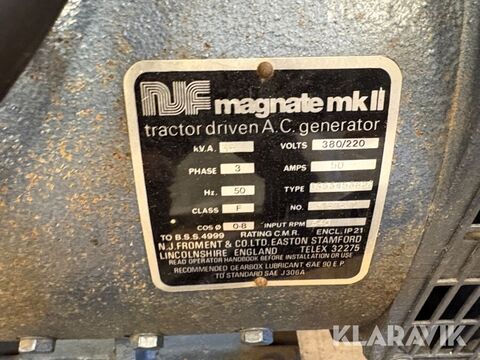 NJF magnate mk II
tractor driven A.C. generator
k.V.A. VOLTS 380/220
PHASE 3 AMPS 50
Hz. 50 TYPE
CLASS F NO.
COS Ø 0·8 INPUT RPM
TO B.S.S. 4999 RATING C.M.R. ENCL. IP21
N.J. FROMENT & CO. LTD. EASTON STAMFORD
LINCOLNSHIRE ENGLAND TELEX 32275
READ OPERATOR HANDBOOK BEFORE INSTALLATION OR USE
RECOMMENDED GEARBOX LUBRICANT SAE 90 E.P.
TO STANDARD SAE J306A
KLARAVIK